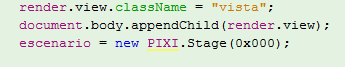 render.view.className = "vista";
document.body.appendChild(render.view);
escenario = new PIXI.Stage(0x000);